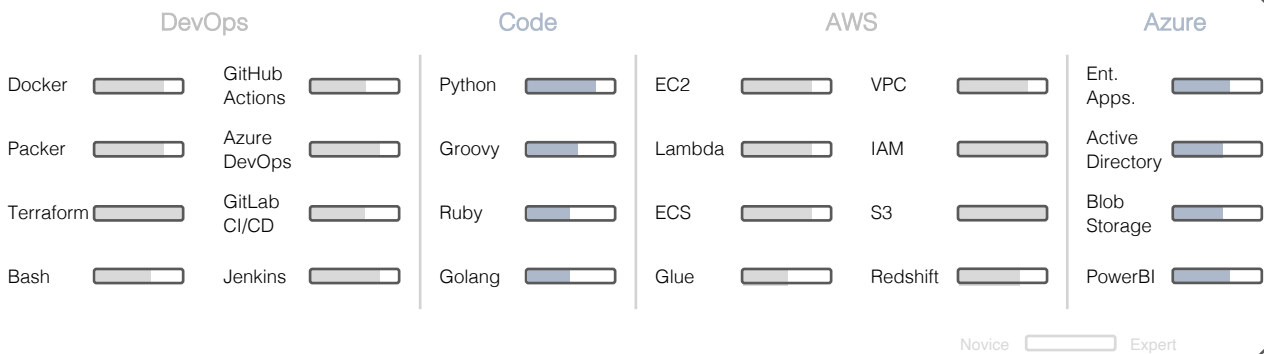 DevOps
Code
AWS
Azure
Docker
GitHub
Actions
Python
EC2
VPC
Ent.
Apps.
Packer
Azure
DevOps
Groovy
Lambda
IAM
Active
Directory
Terraform
GitLab
CI/CD
Ruby
ECS
S3
Blob
Storage
Bash
Jenkins
Golang
Glue
Redshift
PowerBI
Novice
Expert